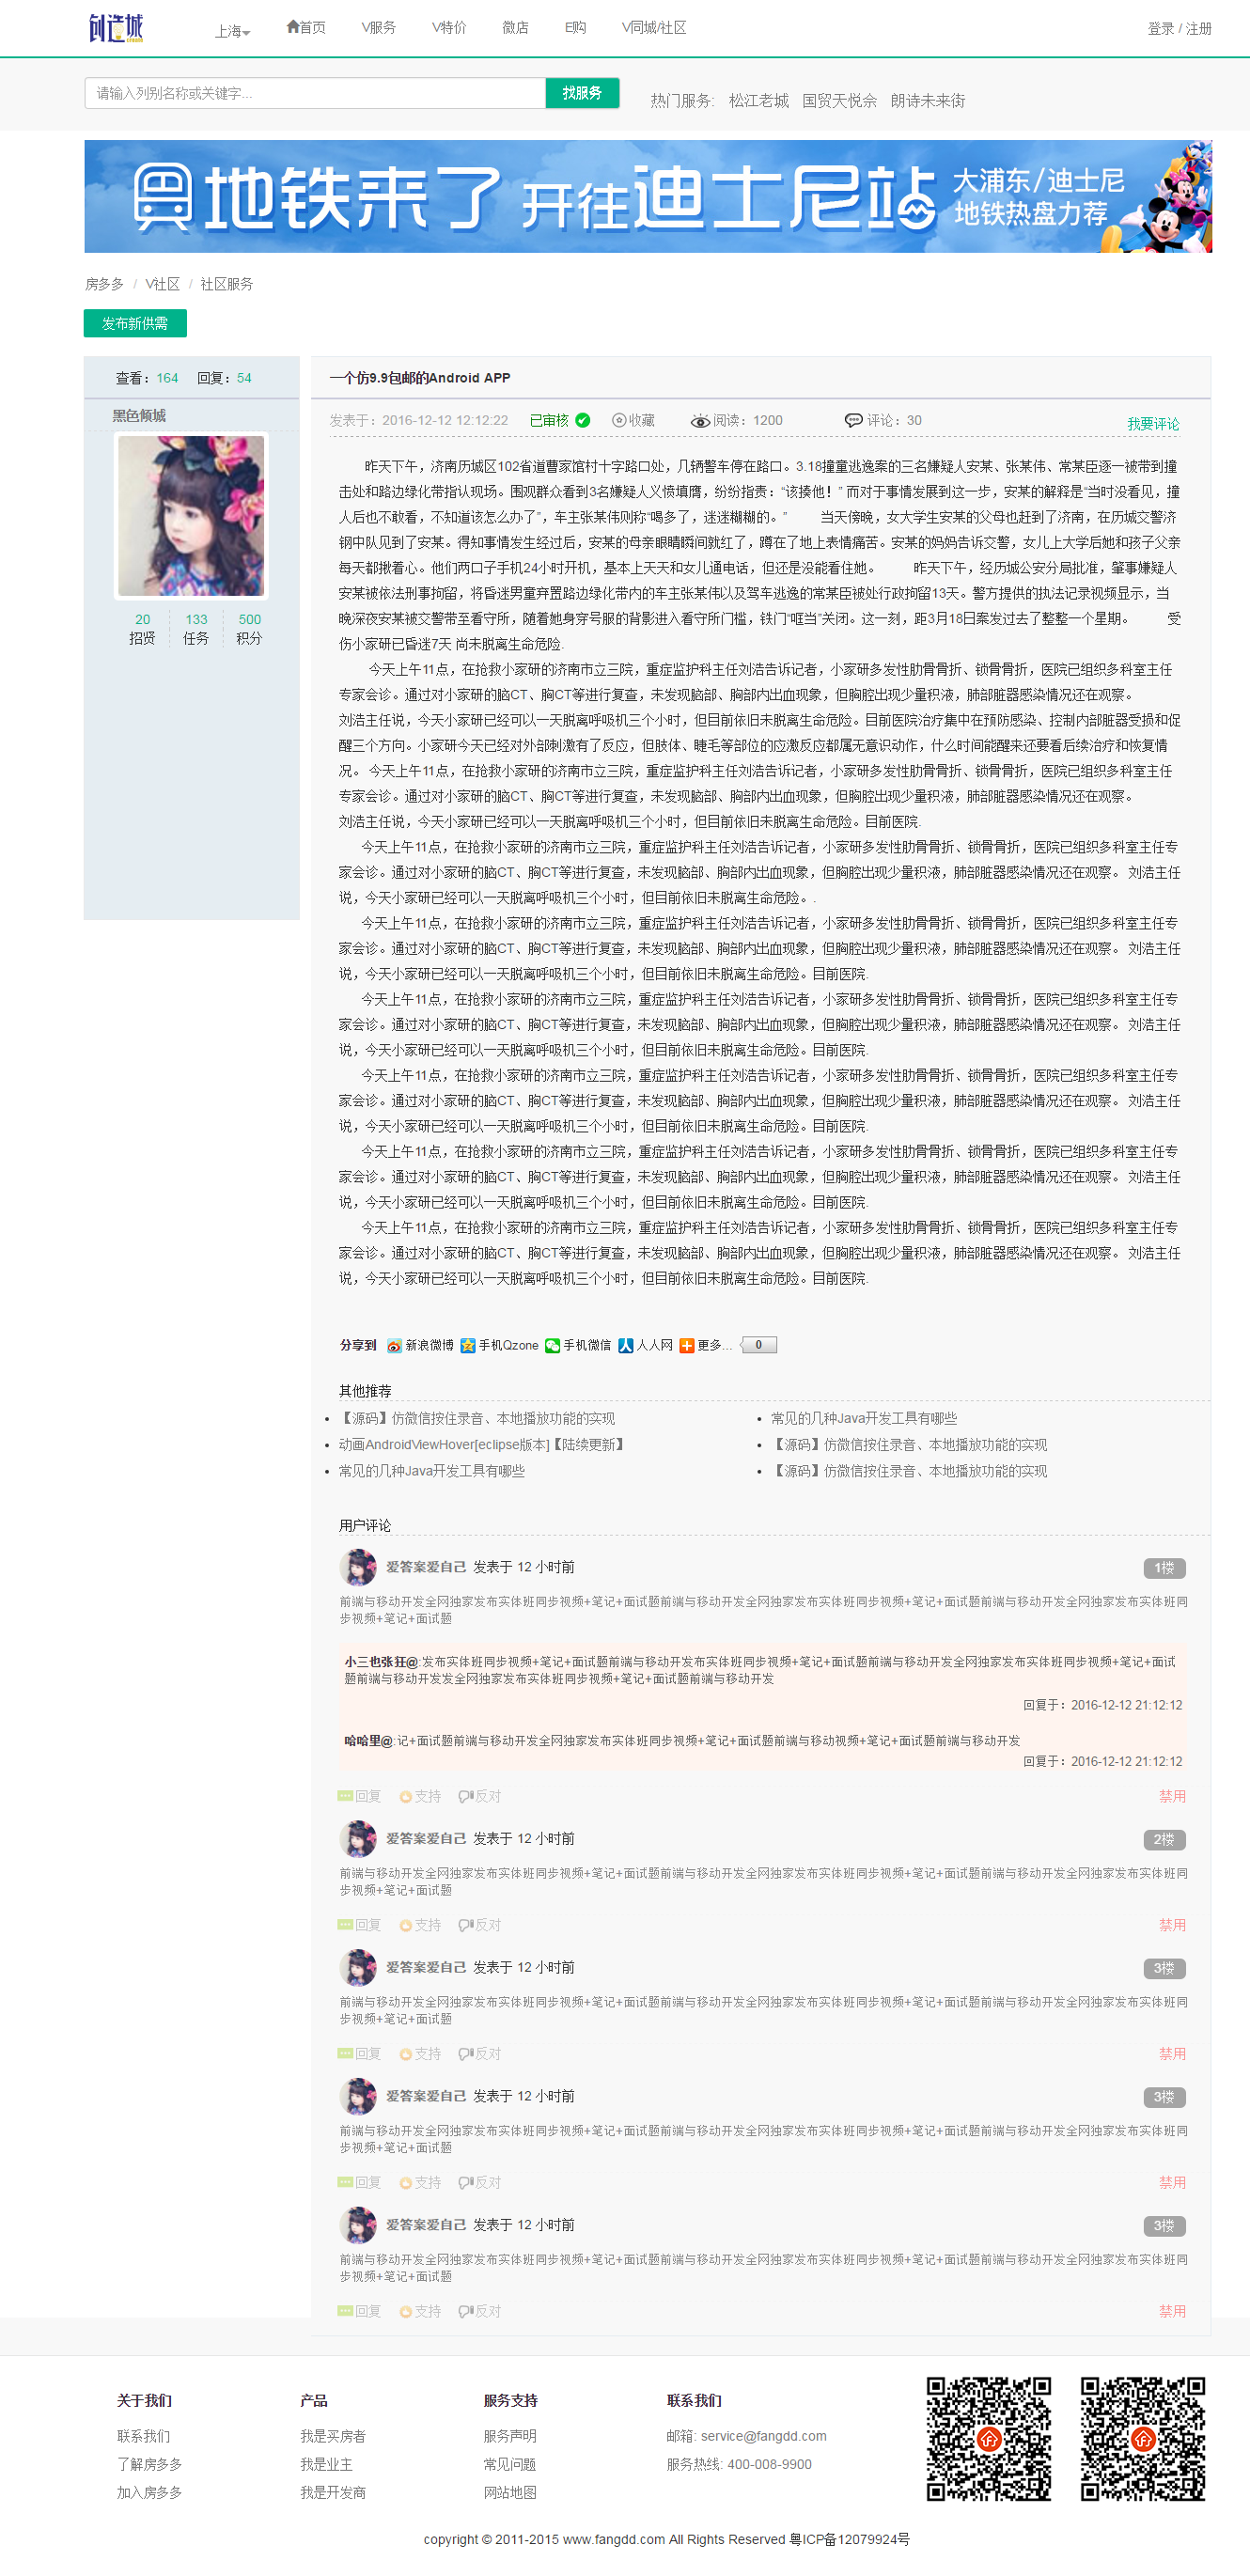 创造城
上海 首页 V服务 V特价 微店 E购 V同城/社区 登录 / 注册
请输入列别名称或关键字... 找服务 热门服务: 松江老城 国贸天悦佘 朗诗未来街
地铁来了 开往迪士尼站 大浦东/迪士尼
地铁热盘力荐
房多多 / V社区 / 社区服务
发布新供需
查看：164 回复：54
黑色倾城
20 133 500
招贤 任务 积分
一个仿9.9包邮的Android APP
发表于：2016-12-12 12:12:22 已审核 收藏 阅读：1200 评论：30 我要评论
昨天下午，济南历城区102省道曹家馆村十字路口处，几辆警车停在路口。3.18撞童逃逸案的三名嫌疑人安某、张某伟、常某臣逐一被带到撞
击处和路边绿化带指认现场。围观群众看到3名嫌疑人义愤填膺，纷纷指责：“该揍他！” 而对于事情发展到这一步，安某的解释是“当时没看见，撞
人后也不敢看，不知道该怎么办了”，车主张某伟则称“喝多了，迷迷糊糊的。” 当天傍晚，女大学生安某的父母也赶到了济南，在历城交警济
钢中队见到了安某。得知事情发生经过后，安某的母亲眼睛瞬间就红了，蹲在了地上表情痛苦。安某的妈妈告诉交警，女儿上大学后她和孩子父亲
每天都揪着心。他们两口子手机24小时开机，基本上天天和女儿通电话，但还是没能看住她。 昨天下午，经历城公安分局批准，肇事嫌疑人
安某被依法刑事拘留，将昏迷男童弃置路边绿化带内的车主张某伟以及驾车逃逸的常某臣被处行政拘留13天。警方提供的执法记录视频显示，当
晚深夜安某被交警带至看守所，随着她身穿号服的背影进入看守所门槛，铁门“哐当”关闭。这一刻，距3月18日案发过去了整整一个星期。 受
伤小家研已昏迷7天 尚未脱离生命危险.
今天上午11点，在抢救小家研的济南市立三院，重症监护科主任刘浩告诉记者，小家研多发性肋骨骨折、锁骨骨折，医院已组织多科室主任
专家会诊。通过对小家研的脑CT、胸CT等进行复查，未发现脑部、胸部内出血现象，但胸腔出现少量积液，肺部脏器感染情况还在观察。
刘浩主任说，今天小家研已经可以一天脱离呼吸机三个小时，但目前依旧未脱离生命危险。目前医院治疗集中在预防感染、控制内部脏器受损和促
醒三个方向。小家研今天已经对外部刺激有了反应，但肢体、睫毛等部位的应激反应都属无意识动作，什么时间能醒来还要看后续治疗和恢复情
况。 今天上午11点，在抢救小家研的济南市立三院，重症监护科主任刘浩告诉记者，小家研多发性肋骨骨折、锁骨骨折，医院已组织多科室主任
专家会诊。通过对小家研的脑CT、胸CT等进行复查，未发现脑部、胸部内出血现象，但胸腔出现少量积液，肺部脏器感染情况还在观察。
刘浩主任说，今天小家研已经可以一天脱离呼吸机三个小时，但目前依旧未脱离生命危险。目前医院.
今天上午11点，在抢救小家研的济南市立三院，重症监护科主任刘浩告诉记者，小家研多发性肋骨骨折、锁骨骨折，医院已组织多科室主任专
家会诊。通过对小家研的脑CT、胸CT等进行复查，未发现脑部、胸部内出血现象，但胸腔出现少量积液，肺部脏器感染情况还在观察。 刘浩主任
说，今天小家研已经可以一天脱离呼吸机三个小时，但目前依旧未脱离生命危险。.
今天上午11点，在抢救小家研的济南市立三院，重症监护科主任刘浩告诉记者，小家研多发性肋骨骨折、锁骨骨折，医院已组织多科室主任专
家会诊。通过对小家研的脑CT、胸CT等进行复查，未发现脑部、胸部内出血现象，但胸腔出现少量积液，肺部脏器感染情况还在观察。 刘浩主任
说，今天小家研已经可以一天脱离呼吸机三个小时，但目前依旧未脱离生命危险。目前医院.
今天上午11点，在抢救小家研的济南市立三院，重症监护科主任刘浩告诉记者，小家研多发性肋骨骨折、锁骨骨折，医院已组织多科室主任专
家会诊。通过对小家研的脑CT、胸CT等进行复查，未发现脑部、胸部内出血现象，但胸腔出现少量积液，肺部脏器感染情况还在观察。 刘浩主任
说，今天小家研已经可以一天脱离呼吸机三个小时，但目前依旧未脱离生命危险。目前医院.
今天上午11点，在抢救小家研的济南市立三院，重症监护科主任刘浩告诉记者，小家研多发性肋骨骨折、锁骨骨折，医院已组织多科室主任专
家会诊。通过对小家研的脑CT、胸CT等进行复查，未发现脑部、胸部内出血现象，但胸腔出现少量积液，肺部脏器感染情况还在观察。 刘浩主任
说，今天小家研已经可以一天脱离呼吸机三个小时，但目前依旧未脱离生命危险。目前医院.
今天上午11点，在抢救小家研的济南市立三院，重症监护科主任刘浩告诉记者，小家研多发性肋骨骨折、锁骨骨折，医院已组织多科室主任专
家会诊。通过对小家研的脑CT、胸CT等进行复查，未发现脑部、胸部内出血现象，但胸腔出现少量积液，肺部脏器感染情况还在观察。 刘浩主任
说，今天小家研已经可以一天脱离呼吸机三个小时，但目前依旧未脱离生命危险。目前医院.
今天上午11点，在抢救小家研的济南市立三院，重症监护科主任刘浩告诉记者，小家研多发性肋骨骨折、锁骨骨折，医院已组织多科室主任专
家会诊。通过对小家研的脑CT、胸CT等进行复查，未发现脑部、胸部内出血现象，但胸腔出现少量积液，肺部脏器感染情况还在观察。 刘浩主任
说，今天小家研已经可以一天脱离呼吸机三个小时，但目前依旧未脱离生命危险。目前医院.
分享到 新浪微博 手机Qzone 手机微信 人人网 更多... 0
其他推荐
• 【源码】仿微信按住录音、本地播放功能的实现 • 常见的几种Java开发工具有哪些
• 动画AndroidViewHover[eclipse版本]【陆续更新】 • 【源码】仿微信按住录音、本地播放功能的实现
• 常见的几种Java开发工具有哪些 • 【源码】仿微信按住录音、本地播放功能的实现
用户评论
爱答案爱自己 发表于 12 小时前 1楼
前端与移动开发全网独家发布实体班同步视频+笔记+面试题前端与移动开发全网独家发布实体班同步视频+笔记+面试题前端与移动开发全网独家发布实体班同
步视频+笔记+面试题
小三也张狂@:发布实体班同步视频+笔记+面试题前端与移动开发布实体班同步视频+笔记+面试题前端与移动开发全网独家发布实体班同步视频+笔记+面试
题前端与移动开发发全网独家发布实体班同步视频+笔记+面试题前端与移动开发
回复于：2016-12-12 21:12:12
哈哈里@:记+面试题前端与移动开发全网独家发布实体班同步视频+笔记+面试题前端与移动视频+笔记+面试题前端与移动开发
回复于：2016-12-12 21:12:12
回复 支持 反对 禁用
爱答案爱自己 发表于 12 小时前 2楼
前端与移动开发全网独家发布实体班同步视频+笔记+面试题前端与移动开发全网独家发布实体班同步视频+笔记+面试题前端与移动开发全网独家发布实体班同
步视频+笔记+面试题
回复 支持 反对 禁用
爱答案爱自己 发表于 12 小时前 3楼
前端与移动开发全网独家发布实体班同步视频+笔记+面试题前端与移动开发全网独家发布实体班同步视频+笔记+面试题前端与移动开发全网独家发布实体班同
步视频+笔记+面试题
回复 支持 反对 禁用
爱答案爱自己 发表于 12 小时前 3楼
前端与移动开发全网独家发布实体班同步视频+笔记+面试题前端与移动开发全网独家发布实体班同步视频+笔记+面试题前端与移动开发全网独家发布实体班同
步视频+笔记+面试题
回复 支持 反对 禁用
爱答案爱自己 发表于 12 小时前 3楼
前端与移动开发全网独家发布实体班同步视频+笔记+面试题前端与移动开发全网独家发布实体班同步视频+笔记+面试题前端与移动开发全网独家发布实体班同
步视频+笔记+面试题
回复 支持 反对 禁用
关于我们 产品 服务支持 联系我们
联系我们 我是买房者 服务声明 邮箱: service@fangdd.com
了解房多多 我是业主 常见问题 服务热线: 400-008-9900
加入房多多 我是开发商 网站地图
copyright © 2011-2015 www.fangdd.com All Rights Reserved 粤ICP备12079924号